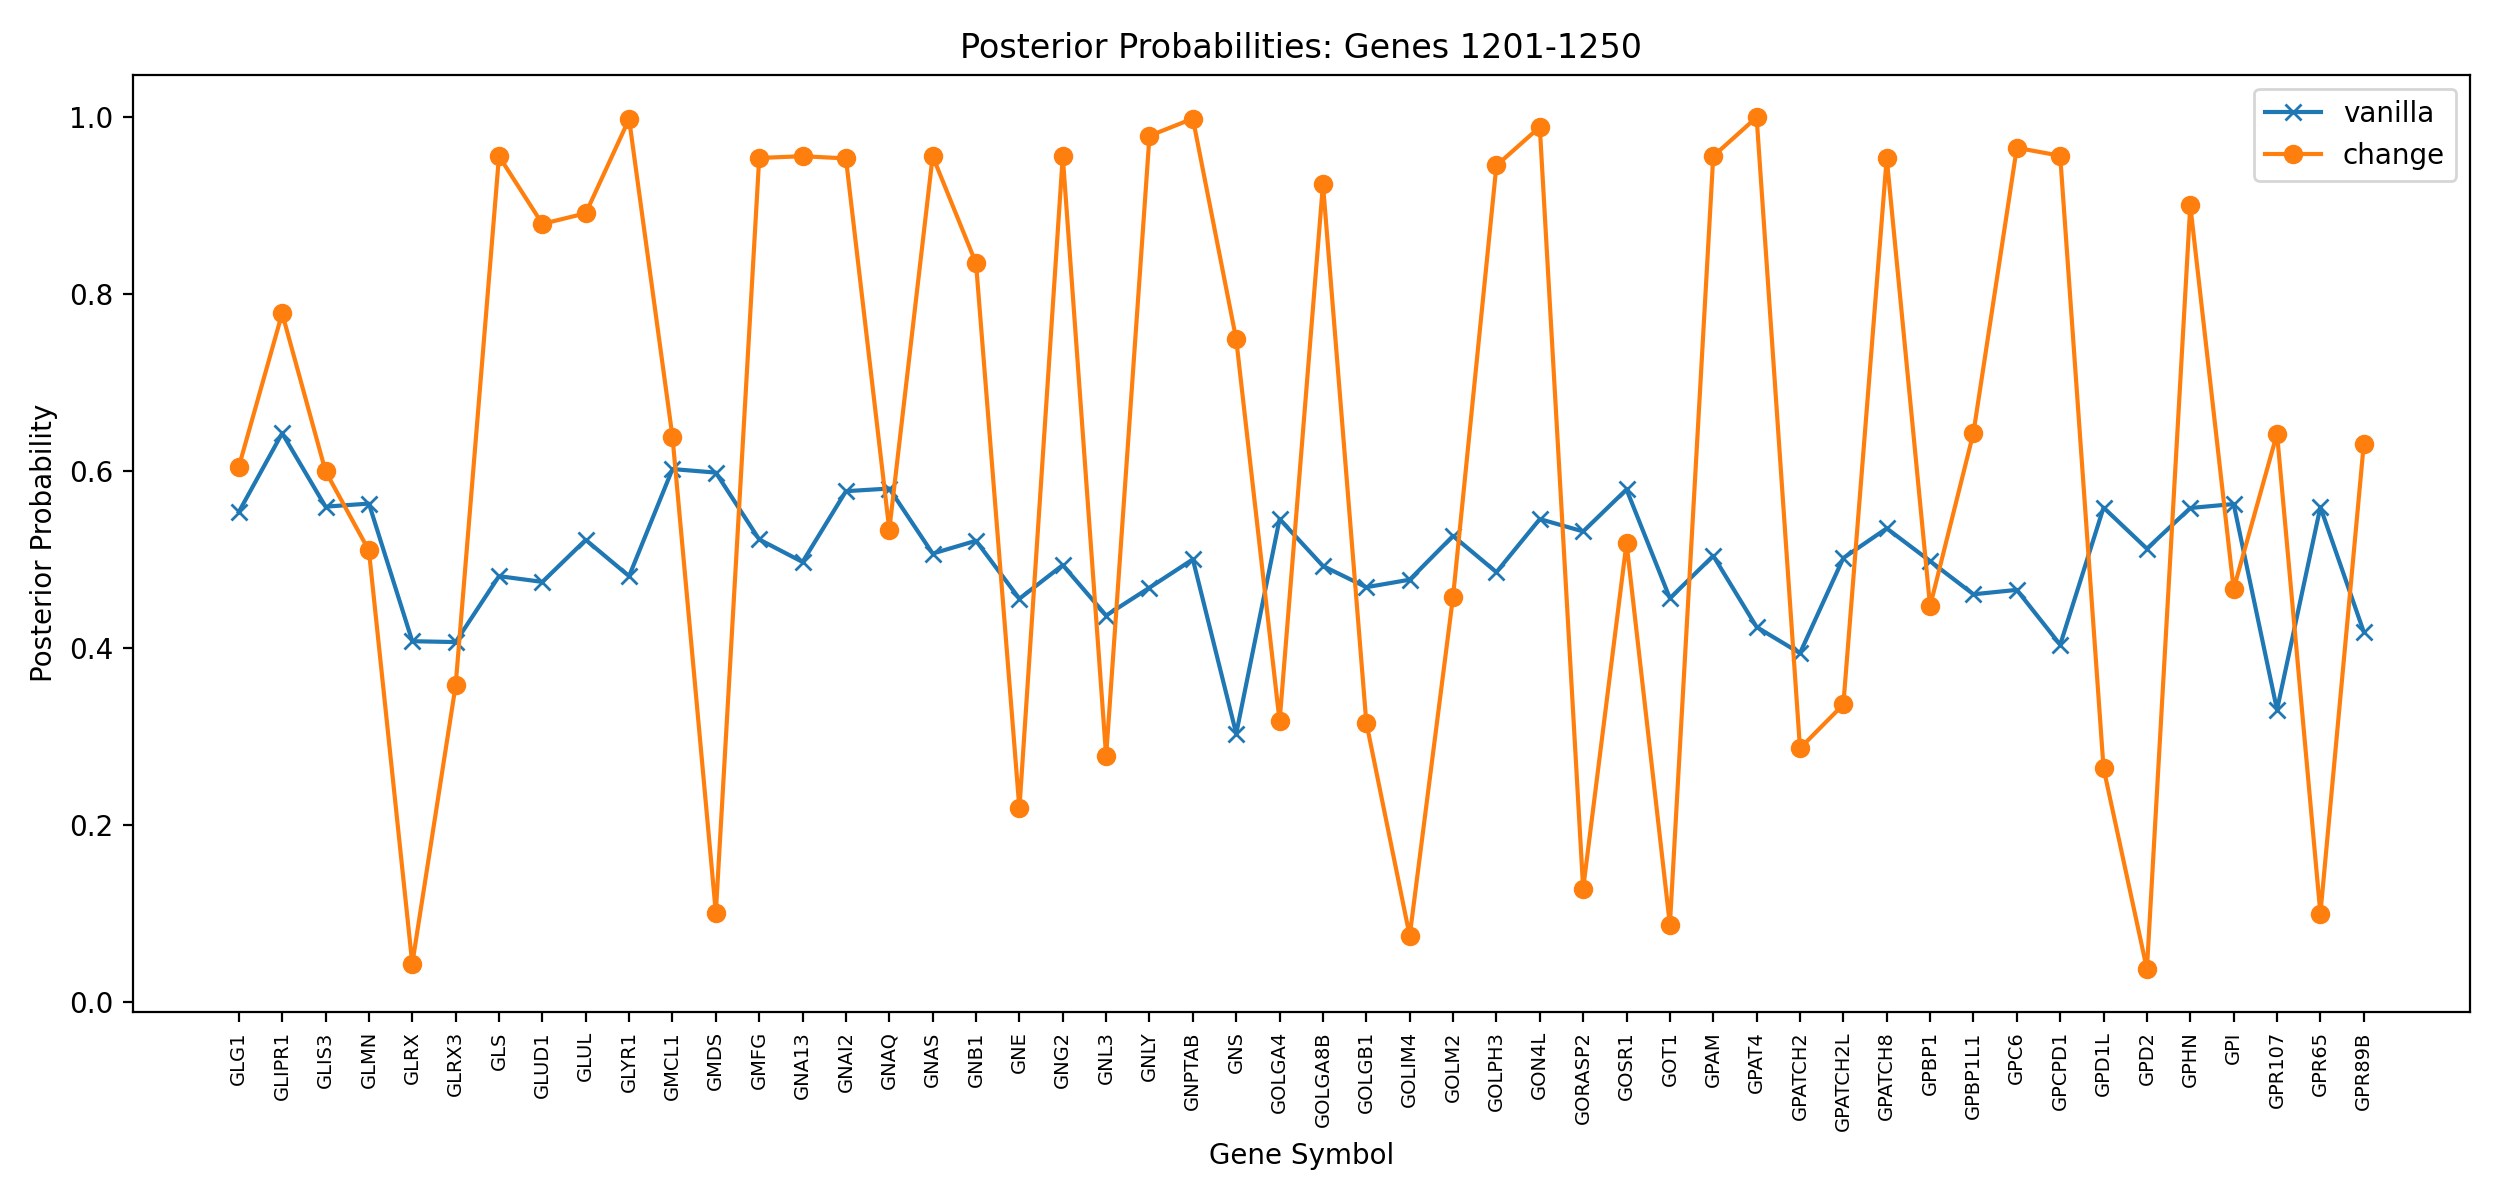 Posterior Probabilities: Genes 1201-1250
vanilla
change
Posterior Probability
1.0
0.8
0.6
0.4
0.2
0.0
GLG1
GLIPR1
GLIS3
GLMN
GLRX
GLRX3
GLS
GLUD1
GLUL
GLYR1
GMCL1
GMDS
GMFG
GNA13
GNAI2
GNAQ
GNAS
GNB1
GNE
GNG2
GNL3
GNLY
GNPTAB
GNS
GOLGA4
GOLGA8B
GOLGB1
GOLIM4
GOLM2
GOLPH3
GON4L
GORASP2
GOSR1
GOT1
GPAM
GPAT4
GPATCH2
GPATCH2L
GPATCH8
GPBP1
GPBP1L1
GPC6
GPCPD1
GPD1L
GPD2
GPHN
GPI
GPR107
GPR65
GPR89B
Gene Symbol